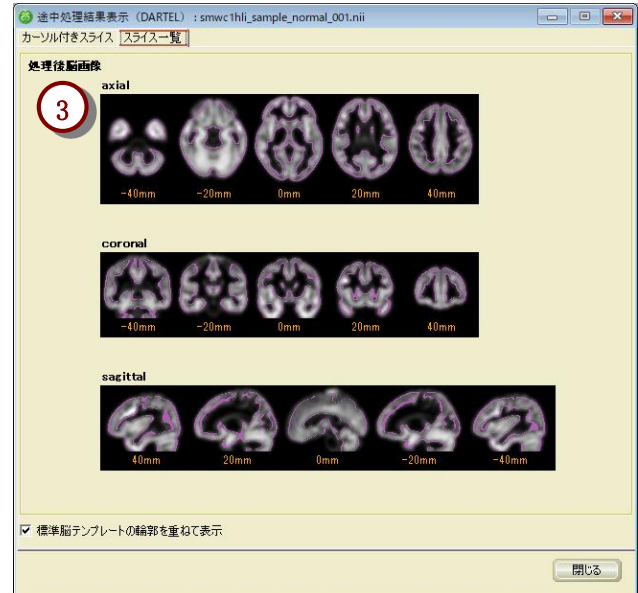 途中処理結果表示（DARTEL）：smwc1hli_sample_normal_001.nii
カーソル付きスライス スライス一覧
処理後脳画像
axial
3
-40mm -20mm 0mm 20mm 40mm
coronal
-40mm -20mm 0mm 20mm 40mm
sagittal
40mm 20mm 0mm -20mm -40mm
標準脳テンプレートの輪郭を重ねて表示
閉じる